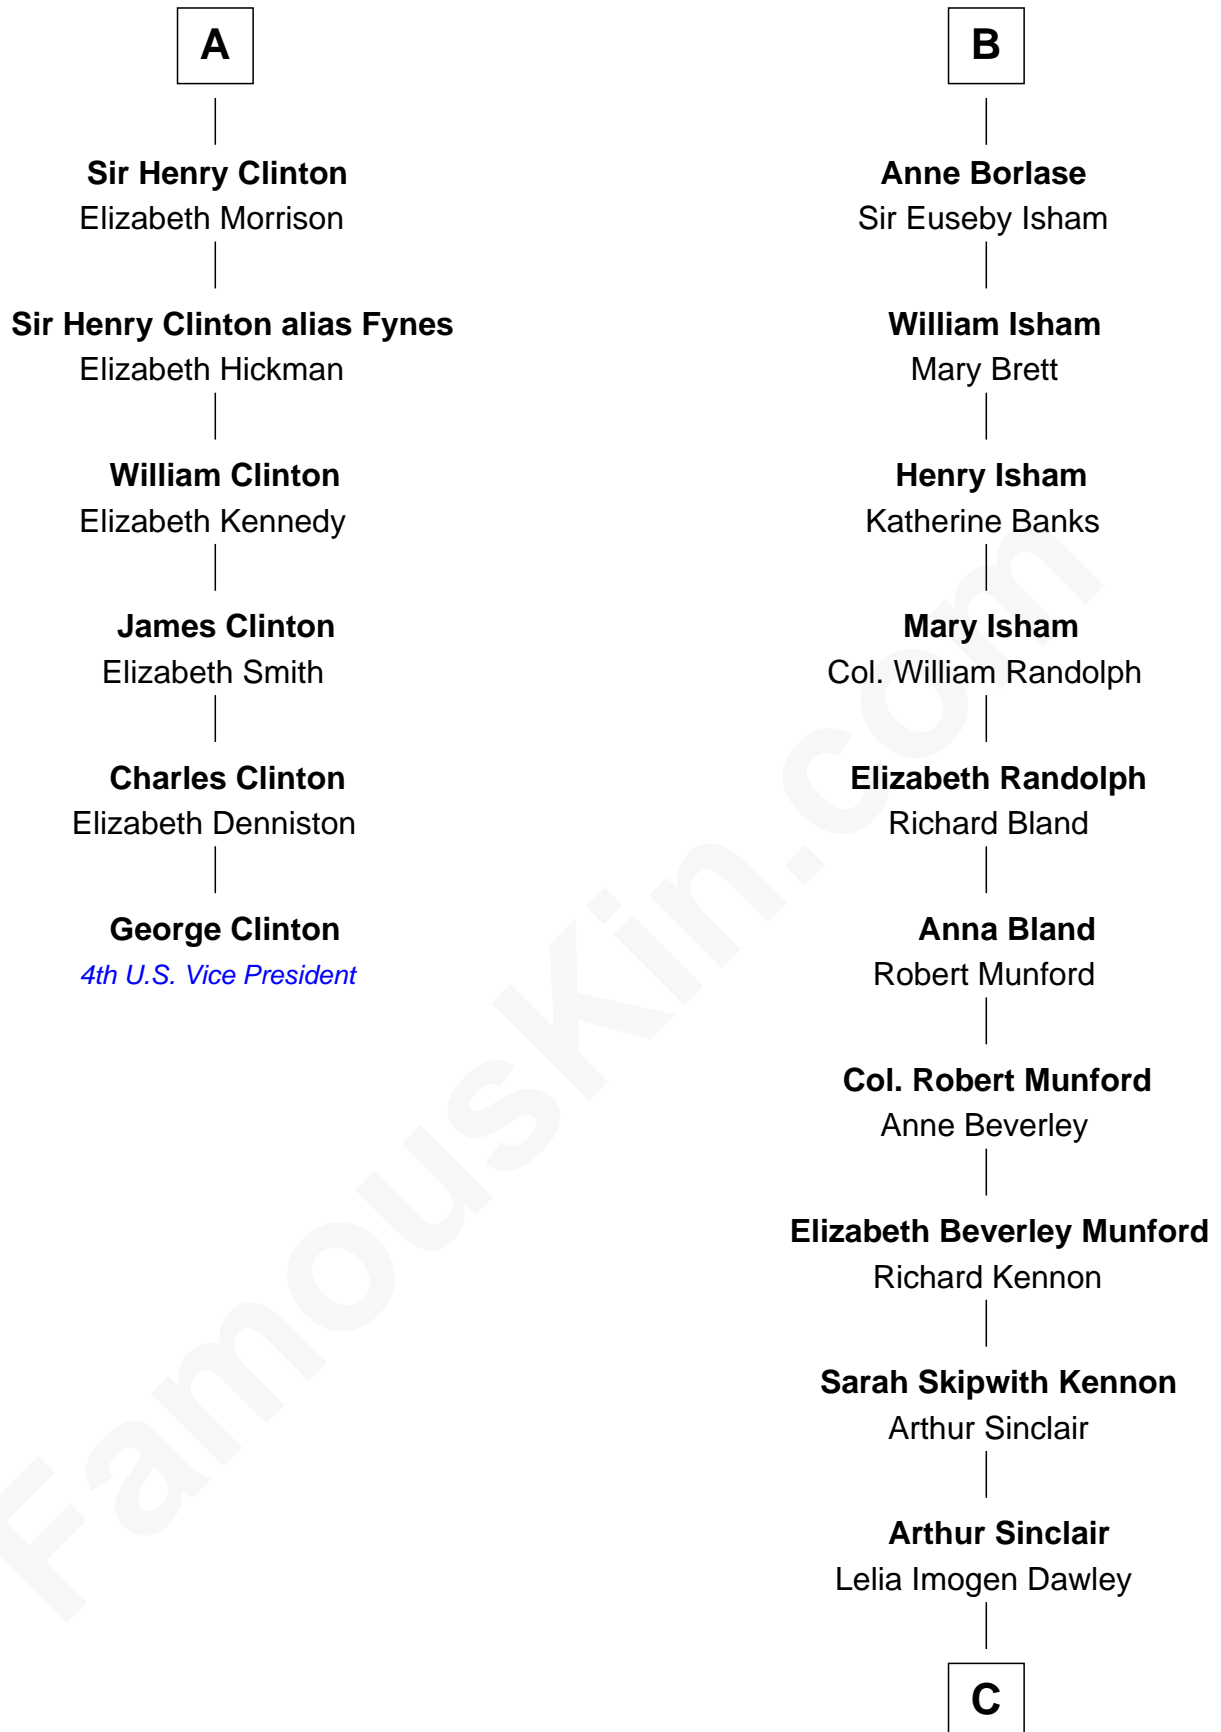 A
Sir Henry Clinton
Elizabeth Morrison
Sir Henry Clinton alias Fynes
Elizabeth Hickman
William Clinton
Elizabeth Kennedy
James Clinton
Elizabeth Smith
Charles Clinton
Elizabeth Denniston
George Clinton
4th U.S. Vice President
B
Anne Borlase
Sir Euseby Isham
William Isham
Mary Brett
Henry Isham
Katherine Banks
Mary Isham
Col. William Randolph
Elizabeth Randolph
Richard Bland
Anna Bland
Robert Munford
Col. Robert Munford
Anne Beverley
Elizabeth Beverley Munford
Richard Kennon
Sarah Skipwith Kennon
Arthur Sinclair
Arthur Sinclair
Lelia Imogen Dawley
C
FamousKin.com